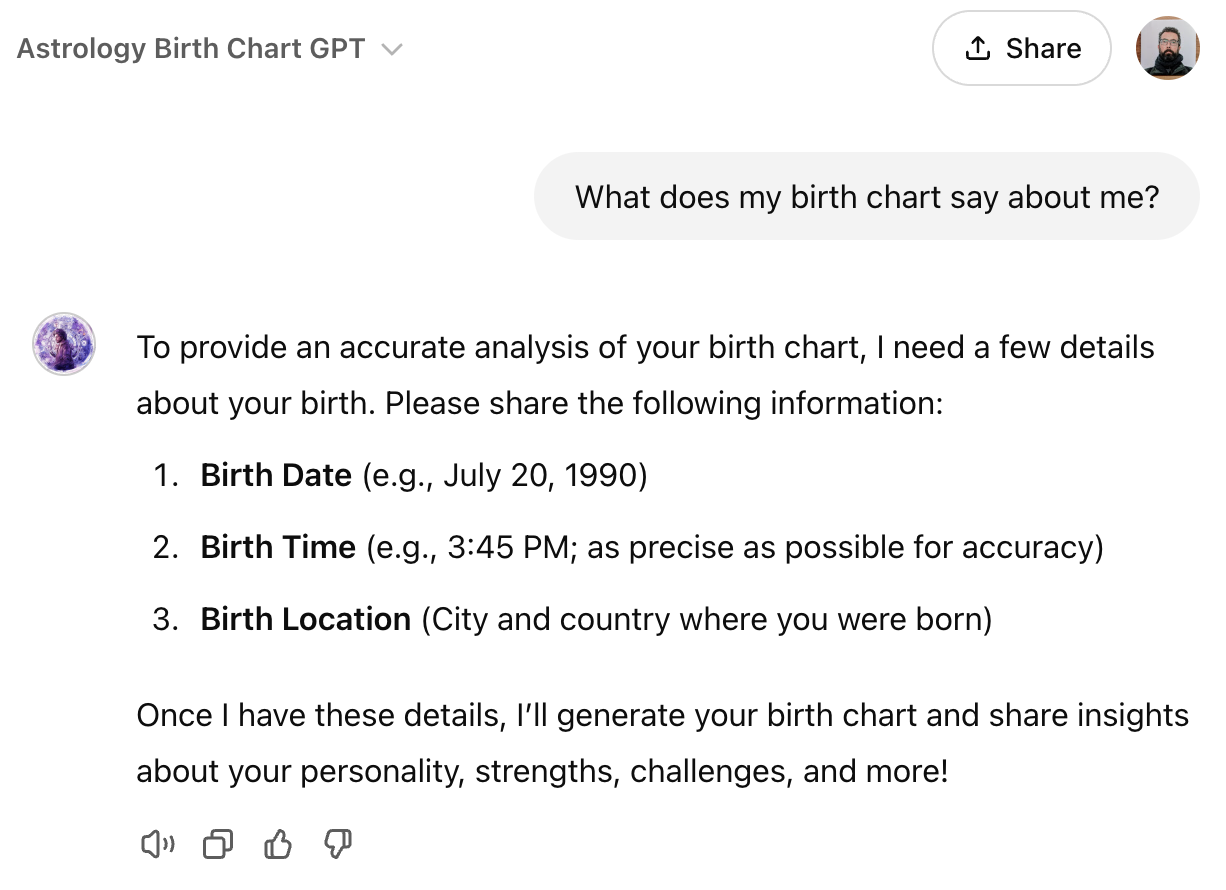 Astrology Birth Chart GPT
Share
What does my birth chart say about me?
To provide an accurate analysis of your birth chart, I need a few details
about your birth. Please share the following information:
1. Birth Date (e.g., July 20, 1990)
2. Birth Time (e.g., 3:45 PM; as precise as possible for accuracy)
3. Birth Location (City and country where you were born)
Once I have these details, I’ll generate your birth chart and share insights
about your personality, strengths, challenges, and more!